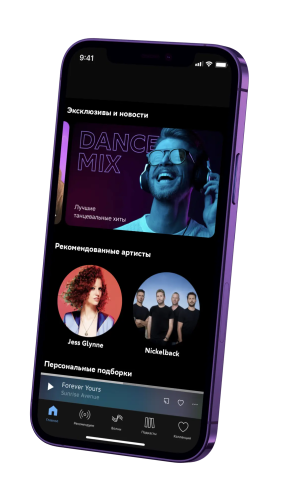 9:41
Эксклюзивы и новости
DANCE
MIX
Лучшие
танцевальные хиты
Рекомендованные артисты
Jess Glynne
Nickelback
Персональные подборки
Forever Yours
Sunrise Avenue
Главная
Рекомендации
Волна
Подкасты
Коллекция